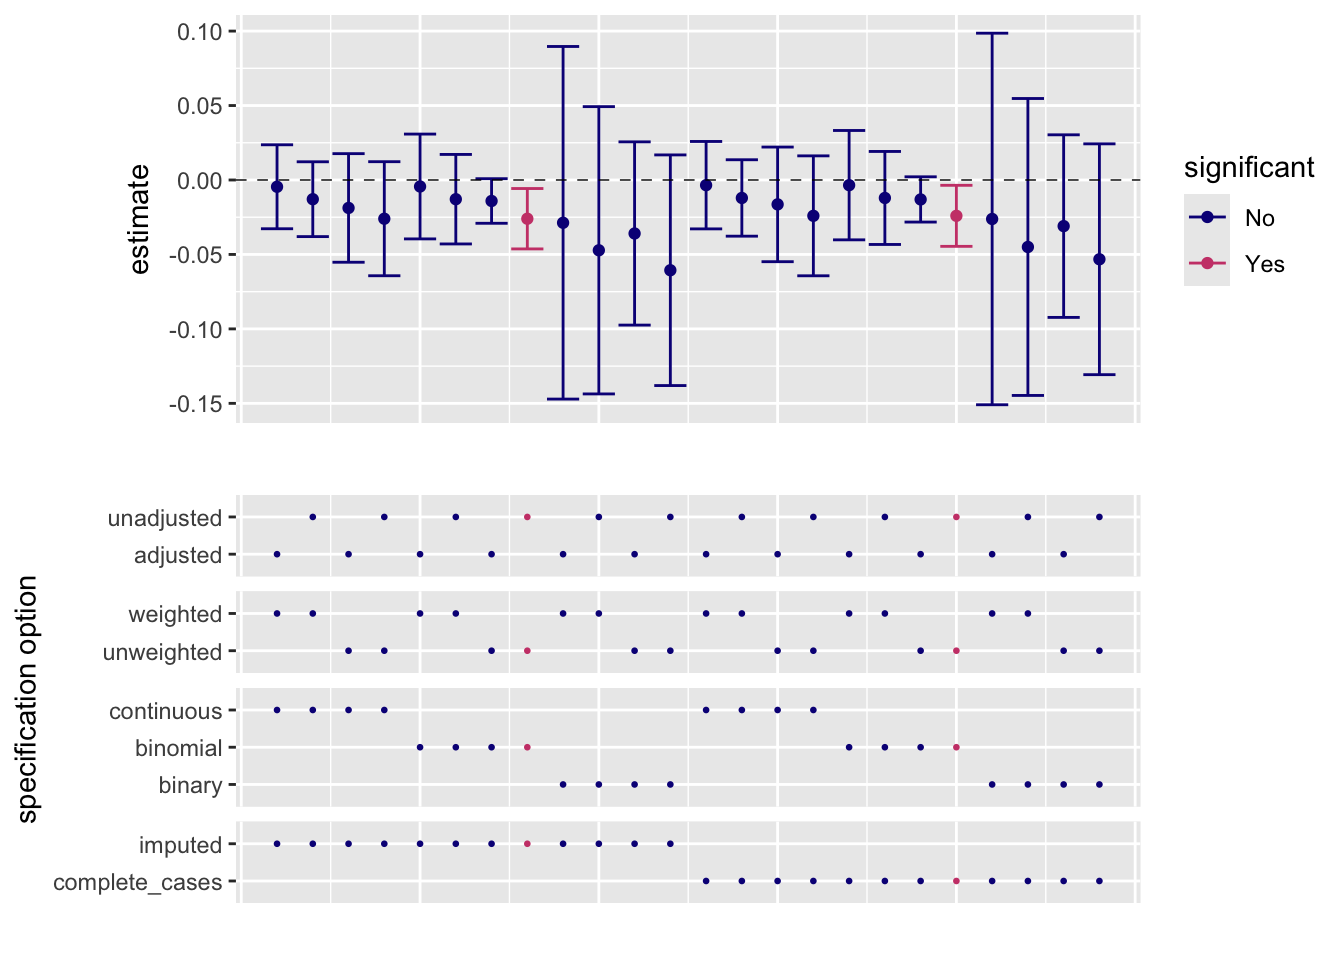 0.10
0.05
0.00
-0.05
-0.10
-0.15
estimate
significant
No
Yes
unadjusted
adjusted
weighted
unweighted
continuous
binomial
binary
imputed
complete_cases
specification option